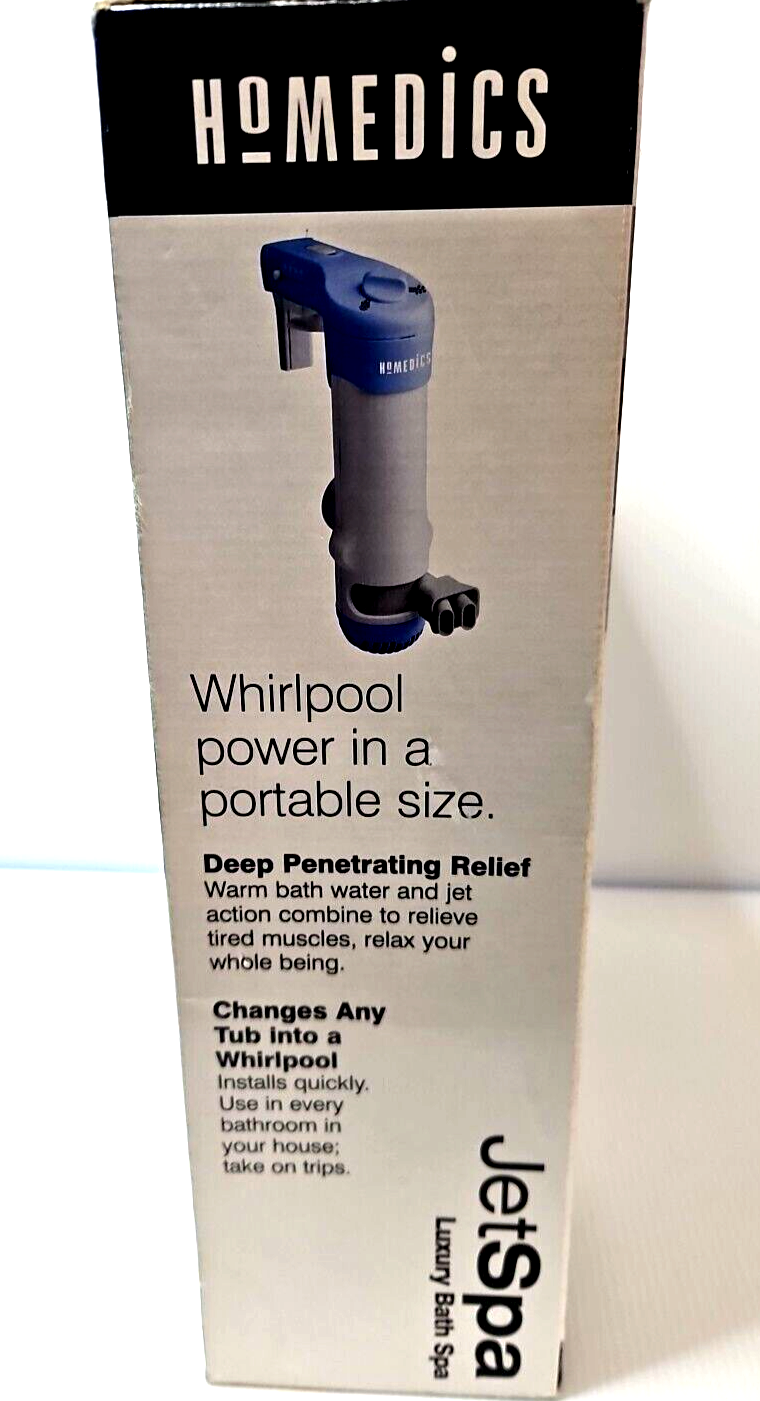 HOMEDICS
HOMEDICS
Whirlpool
power in a
portable size.
Deep Penetrating Relief
Warm bath water and jet
action combine to relieve
tired muscles, relax your
whole being.
Changes Any
Tub into a
Whirlpool
Installs quickly.
Use in every
bathroom in
your house;
take on trips.
JetSpa
Luxury Bath Spa